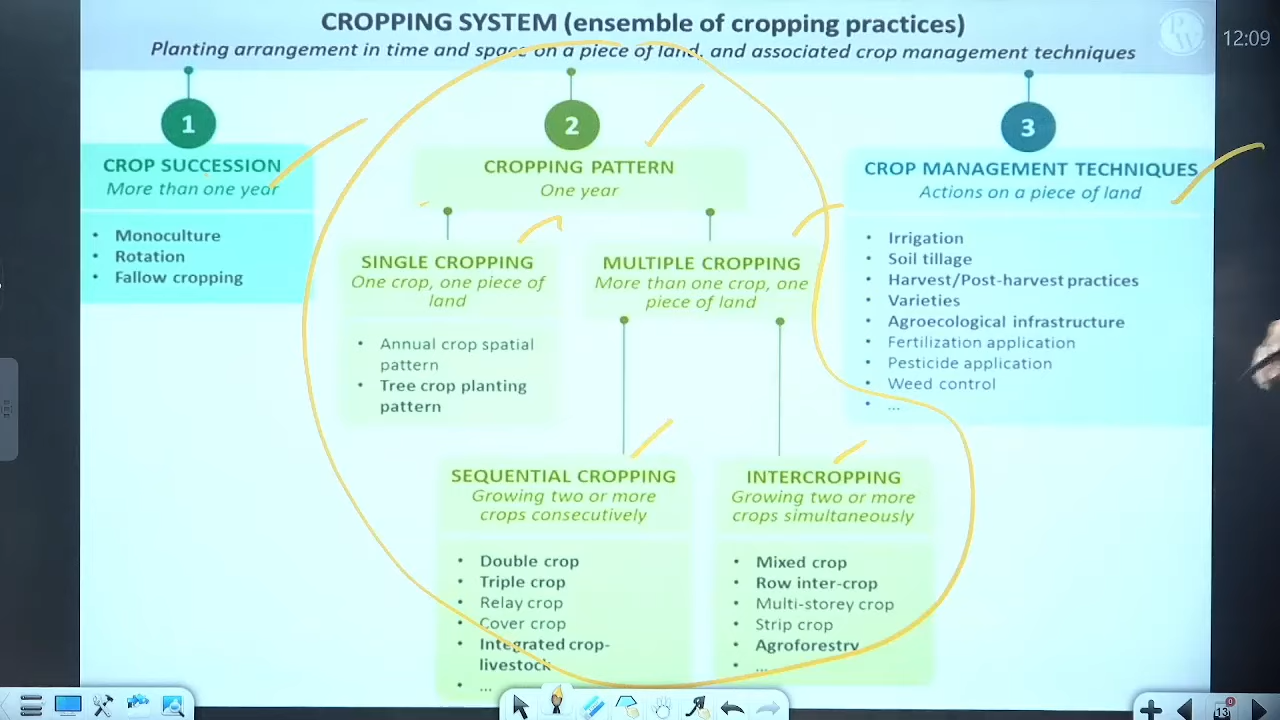 CROPPING SYSTEM (ensemble of cropping practices)
Planting arrangement in time and space on a piece of land, and associated crop management techniques
12:09
1
CROP SUCCESSION
More than one year
• Monoculture
• Rotation
• Fallow cropping
2
CROPPING PATTERN
One year
SINGLE CROPPING
One crop, one piece of
land
• Annual crop spatial
pattern
• Tree crop planting
pattern
MULTIPLE CROPPING
More than one crop, one
piece of land
SEQUENTIAL CROPPING
Growing two or more
crops consecutively
• Double crop
• Triple crop
• Relay crop
• Cover crop
• Integrated crop-
livestock
• ...
INTERCROPPING
Growing two or more
crops simultaneously
• Mixed crop
• Row inter-crop
• Multi-storey crop
• Strip crop
• Agroforestry
• ...
3
CROP MANAGEMENT TECHNIQUES
Actions on a piece of land
• Irrigation
• Soil tillage
• Harvest/Post-harvest practices
• Varieties
• Agroecological infrastructure
• Fertilization application
• Pesticide application
• Weed control
• ...